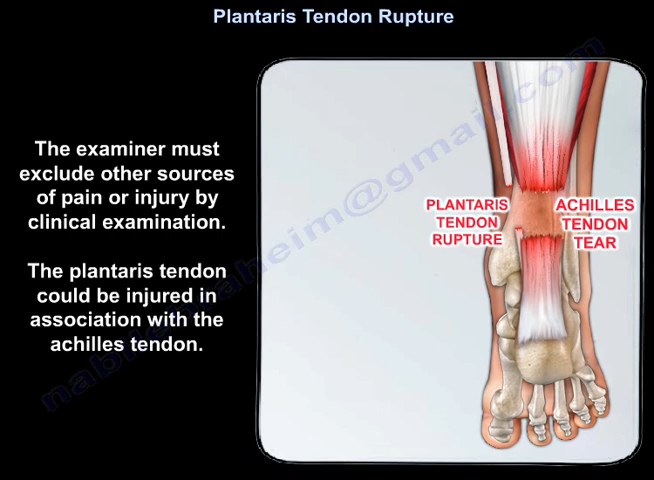 Plantaris Tendon Rupture
The examiner must
exclude other sources
of pain or injury by
clinical examination.
The plantaris tendon
could be injured in
association with the
achilles tendon.
PLANTARIS
TENDON
RUPTURE
ACHILLES
TENDON
TEAR